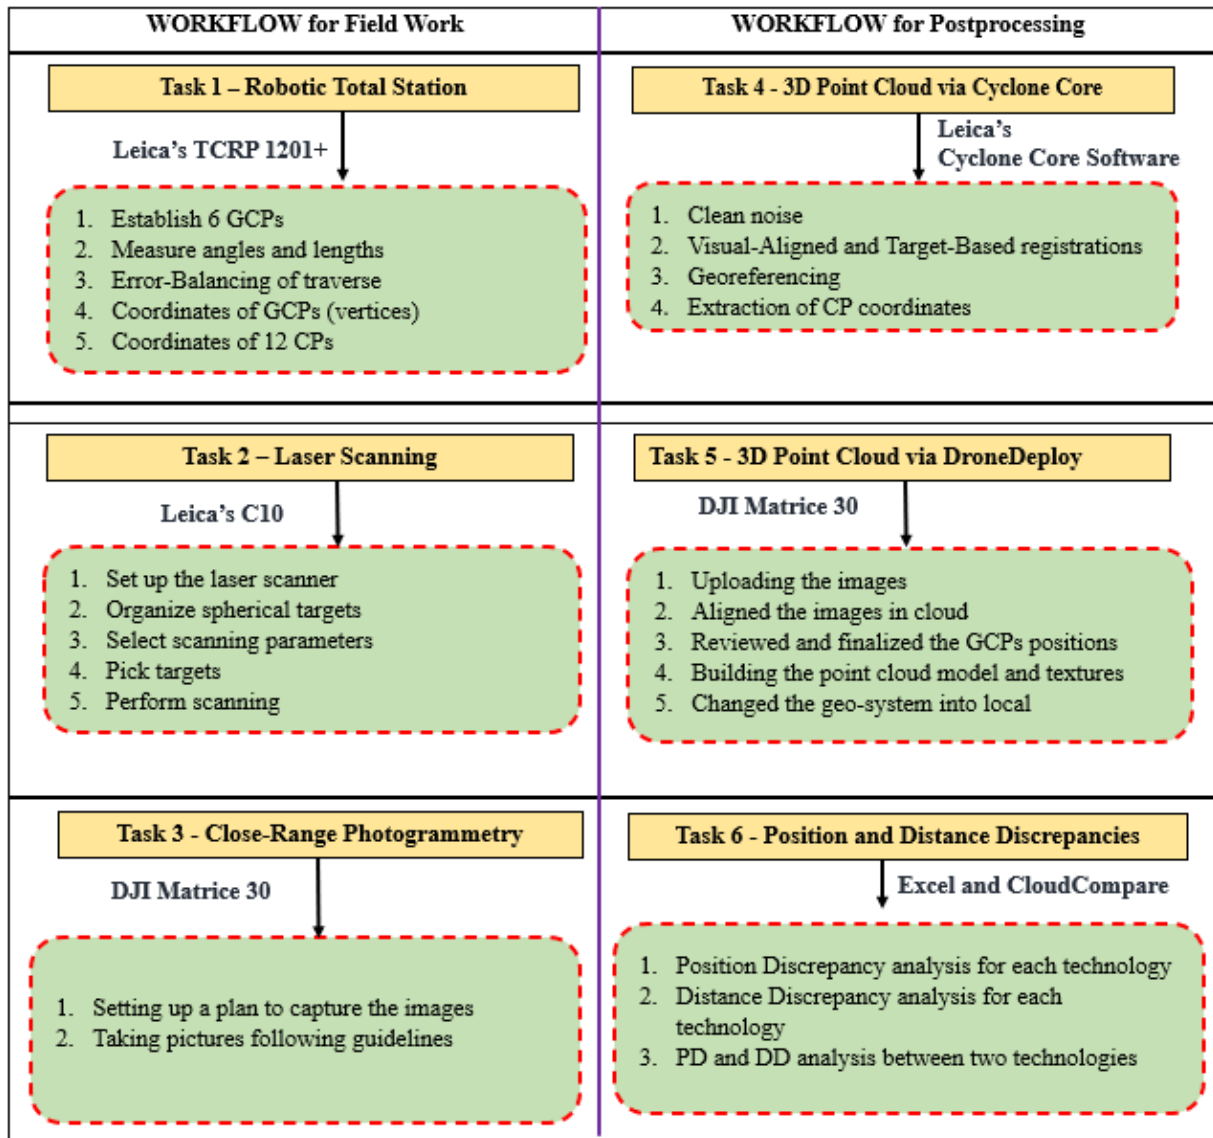 WORKFLOW for Field Work
WORKFLOW for Postprocessing
Task 1 – Robotic Total Station
Leica's TCRP 1201+
1. Establish 6 GCPs
2. Measure angles and lengths
3. Error-Balancing of traverse
4. Coordinates of GCPs (vertices)
5. Coordinates of 12 CPs
Task 4 - 3D Point Cloud via Cyclone Core
Leica's
Cyclone Core Software
1. Clean noise
2. Visual-Aligned and Target-Based registrations
3. Georeferencing
4. Extraction of CP coordinates
Task 2 – Laser Scanning
Leica's C10
1. Set up the laser scanner
2. Organize spherical targets
3. Select scanning parameters
4. Pick targets
5. Perform scanning
Task 5 - 3D Point Cloud via DroneDeploy
DJI Matrice 30
1. Uploading the images
2. Aligned the images in cloud
3. Reviewed and finalized the GCPs positions
4. Building the point cloud model and textures
5. Changed the geo-system into local
Task 3 - Close-Range Photogrammetry
DJI Matrice 30
1. Setting up a plan to capture the images
2. Taking pictures following guidelines
Task 6 - Position and Distance Discrepancies
Excel and CloudCompare
1. Position Discrepancy analysis for each technology
2. Distance Discrepancy analysis for each
technology
3. PD and DD analysis between two technologies